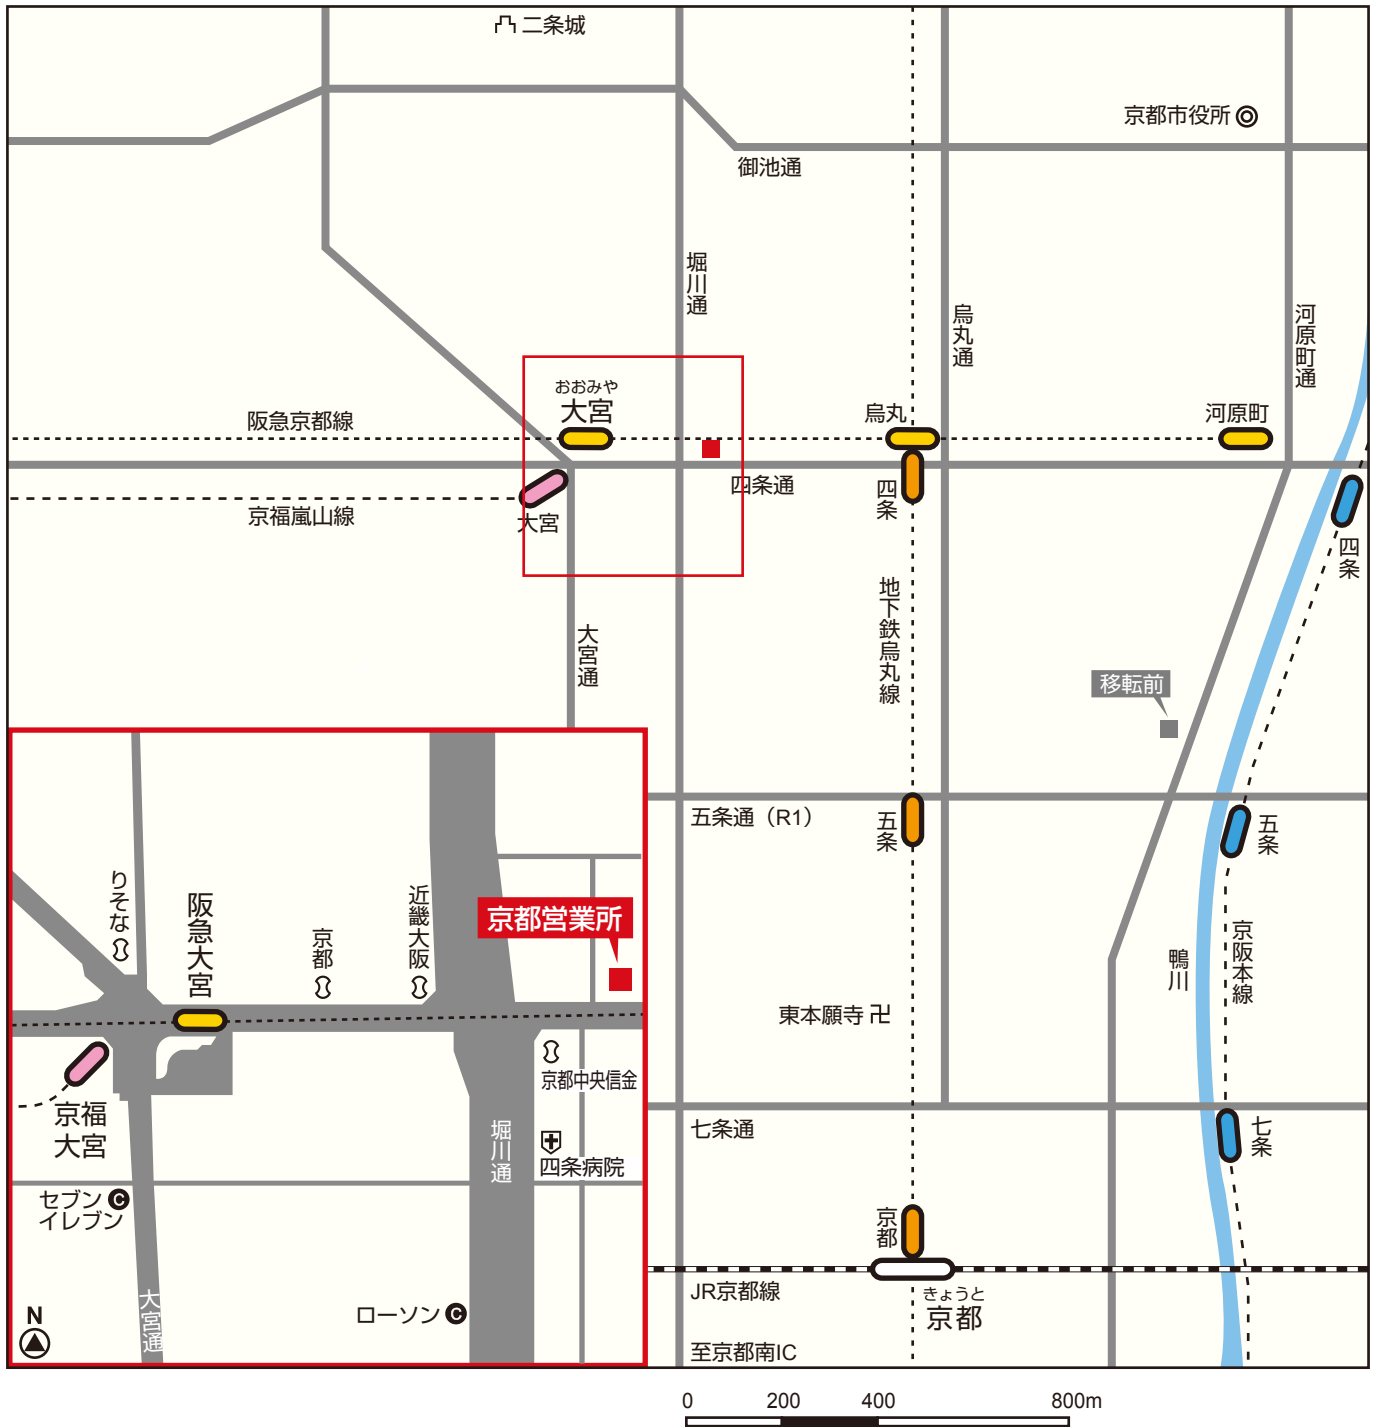 二条城
京都市役所
御池通
堀川通
烏丸通
河原町通
おおみや
大宮
烏丸
河原町
阪急京都線
四条通
四条
京福嵐山線
大宮
四条
地下鉄烏丸線
大宮通
移転前
五条通（R1）
五条
五条
京阪本線
鴨川
東本願寺
七条通
七条
京都
JR京都線
きょうと
京都
至京都南IC
りそな
阪急大宮
京都
近畿大阪
京都営業所
京都中央信金
京福
大宮
堀川通
四条病院
セブン
イレブン
大宮通
ローソン
N
0 200 400 800m